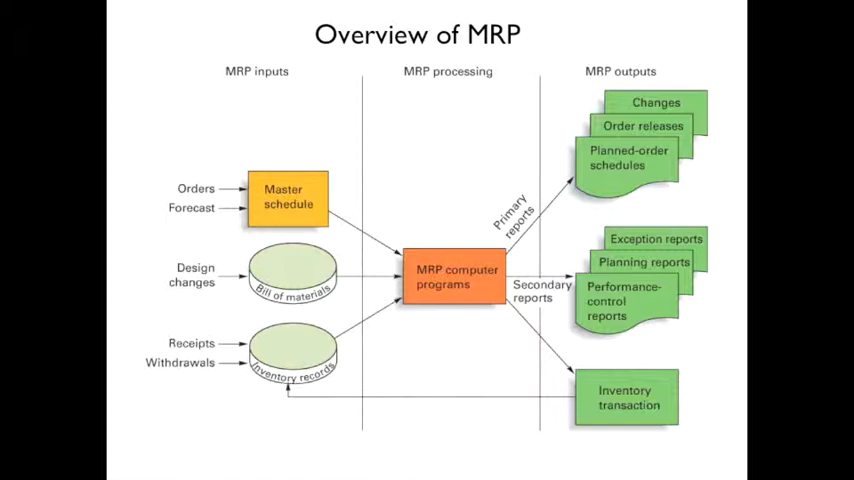 Overview of MRP
MRP inputs
MRP processing
MRP outputs
Changes
Order releases
Planned-order
schedules
Orders
Forecast
Master
schedule
Primary
reports
Design
changes
Bill of materials
MRP computer
programs
Secondary
reports
Exception reports
Planning reports
Performance-
control
reports
Receipts
Withdrawals
Inventory records
Inventory
transaction